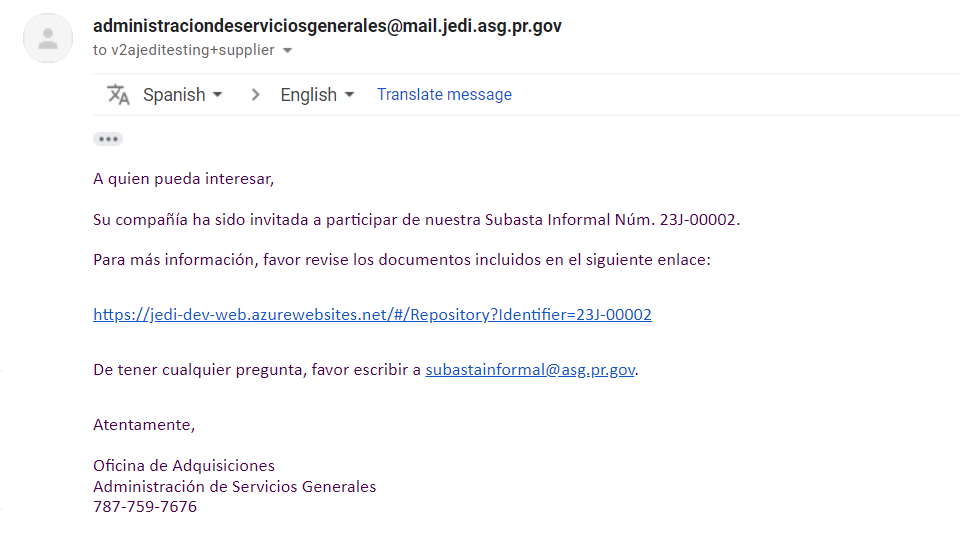 administraciondeserviciosgenerales@mail.jedi.asg.pr.gov
to v2ajeditesting+supplier
Spanish > English Translate message
A quien pueda interesar,
Su compañía ha sido invitada a participar de nuestra Subasta Informal Núm. 23J-00002.
Para más información, favor revise los documentos incluidos en el siguiente enlace:
https://jedi-dev-web.azurewebsites.net/#/Repository?Identifier=23J-00002
De tener cualquier pregunta, favor escribir a subastainformal@asg.pr.gov.
Atentamente,
Oficina de Adquisiciones
Administración de Servicios Generales
787-759-7676